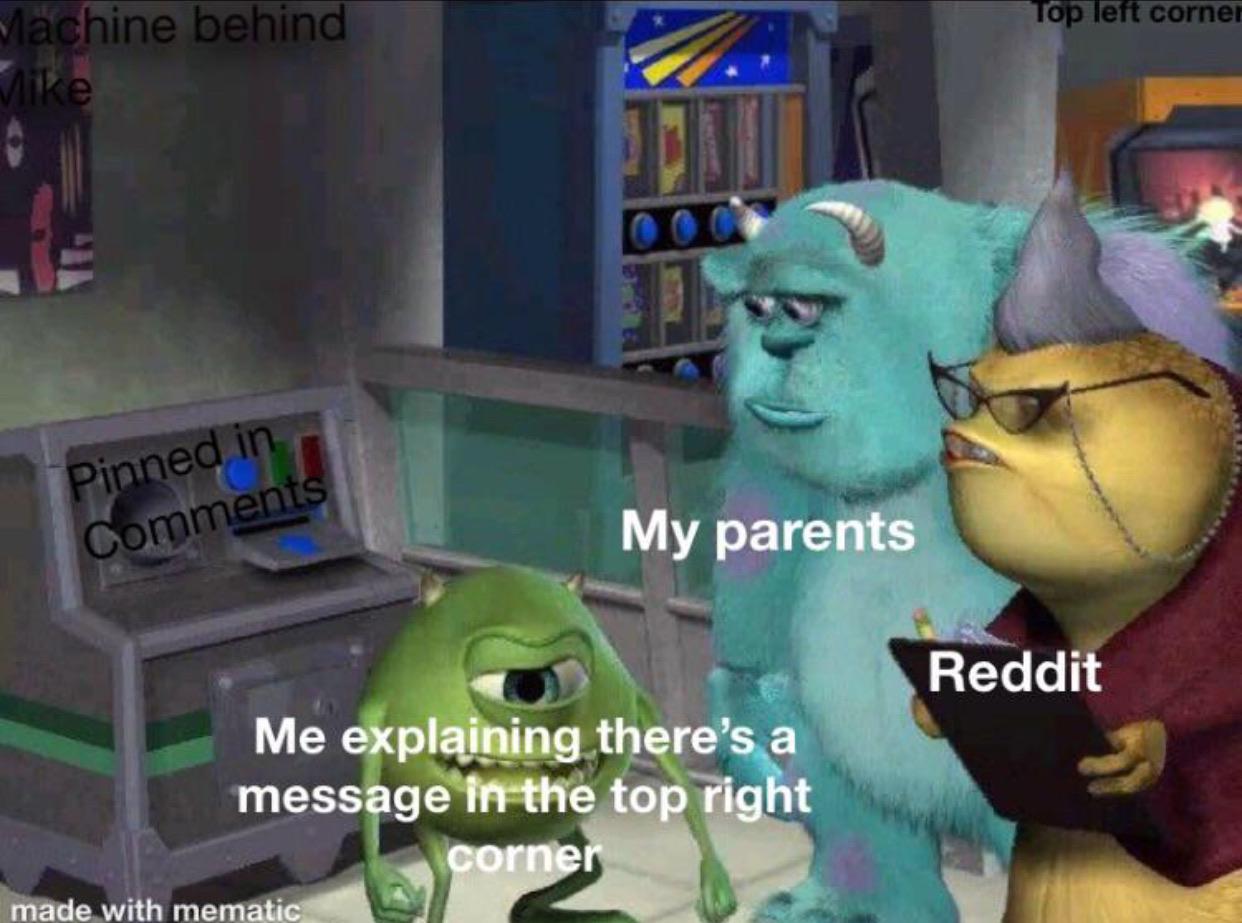 Machine behind
Mike
Top left corner
Pinned in
Comments
My parents
Reddit
Me explaining there's a
message in the top right
corner
made with mematic